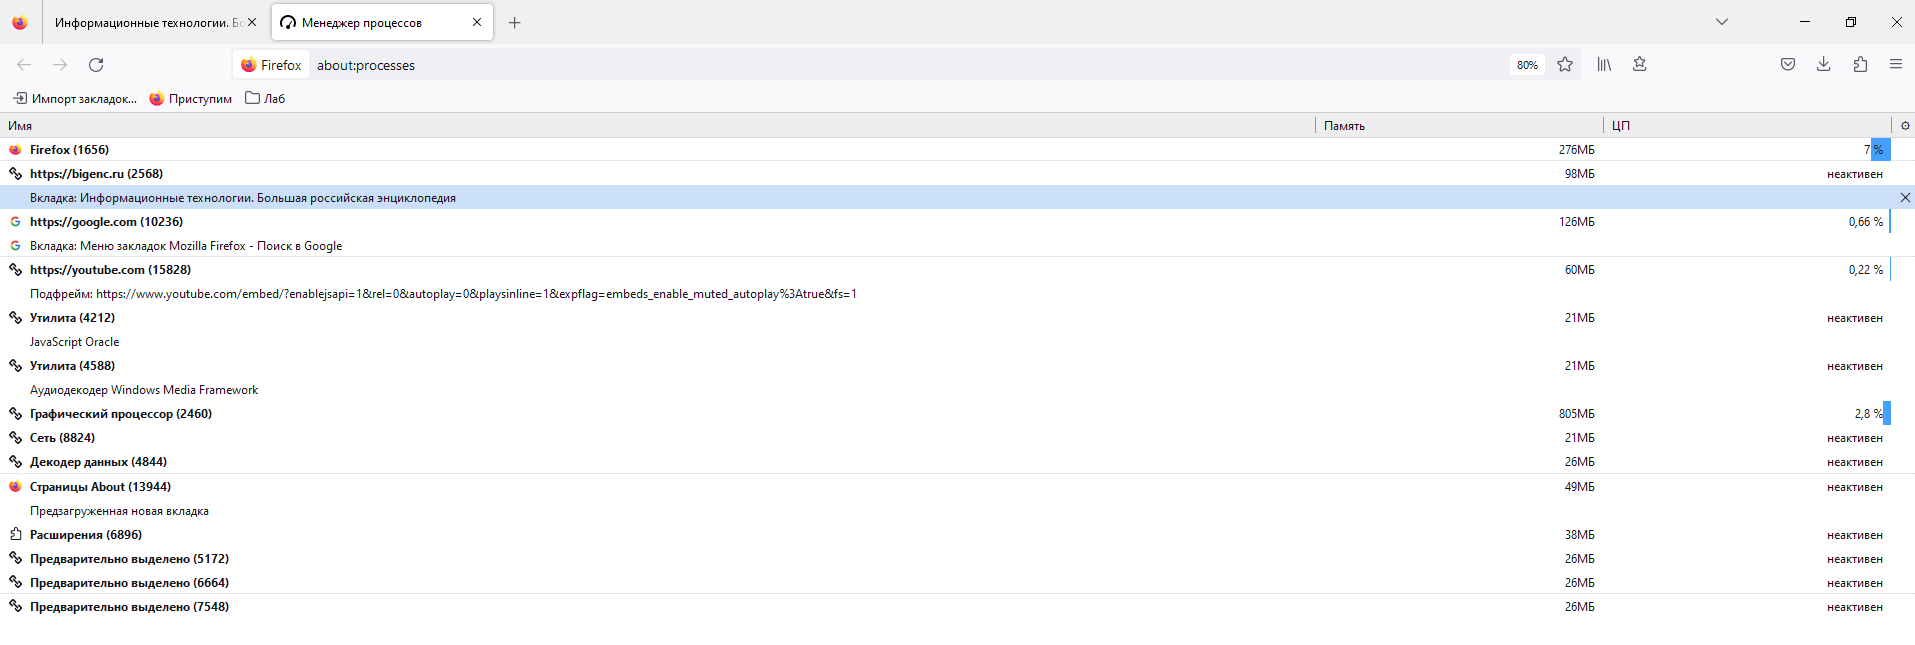 Информационные технологии. Бо
Менеджер процессов
Firefox
about:processes
80%
Импорт закладок...
Приступим
Лаб
Имя
Память
ЦП
Firefox (1656) 276МБ 7 %
https://bigenc.ru (2568) 98МБ неактивен
Вкладка: Информационные технологии. Большая российская энциклопедия
https://google.com (10236) 126МБ 0,66 %
Вкладка: Меню закладок Mozilla Firefox - Поиск в Google
https://youtube.com (15828) 60МБ 0,22 %
Подфрейм: https://www.youtube.com/embed/?enablejsapi=1&rel=0&autoplay=0&playsinline=1&expflag=embeds_enable_muted_autoplay%3Atrue&fs=1
Утилита (4212) 21МБ неактивен
JavaScript Oracle
Утилита (4588) 21МБ неактивен
Аудиодекодер Windows Media Framework
Графический процессор (2460) 805МБ 2,8 %
Сеть (8824) 21МБ неактивен
Декодер данных (4844) 26МБ неактивен
Страницы About (13944) 49МБ неактивен
Предзагруженная новая вкладка
Расширения (6896) 38МБ неактивен
Предварительно выделено (5172) 26МБ неактивен
Предварительно выделено (6664) 26МБ неактивен
Предварительно выделено (7548) 26МБ неактивен